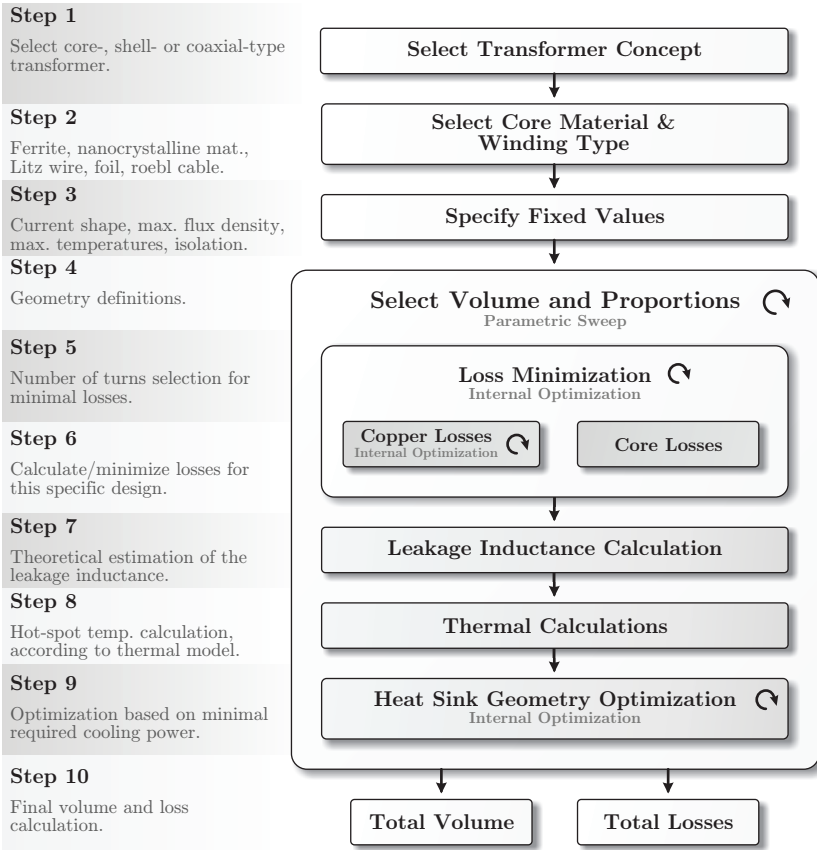 Step 1
Select core-, shell- or coaxial-type
transformer.
Select Transformer Concept
Step 2
Ferrite, nanocrystalline mat.,
Litz wire, foil, roebl cable.
Select Core Material &
Winding Type
Step 3
Current shape, max. flux density,
max. temperatures, isolation.
Specify Fixed Values
Step 4
Geometry definitions.
Select Volume and Proportions
Parametric Sweep
Step 5
Number of turns selection for
minimal losses.
Loss Minimization
Internal Optimization
Step 6
Calculate/minimize losses for
this specific design.
Copper Losses
Internal Optimization
Core Losses
Step 7
Theoretical estimation of the
leakage inductance.
Leakage Inductance Calculation
Step 8
Hot-spot temp. calculation,
according to thermal model.
Thermal Calculations
Step 9
Optimization based on minimal
required cooling power.
Heat Sink Geometry Optimization
Internal Optimization
Step 10
Final volume and loss
calculation.
Total Volume
Total Losses